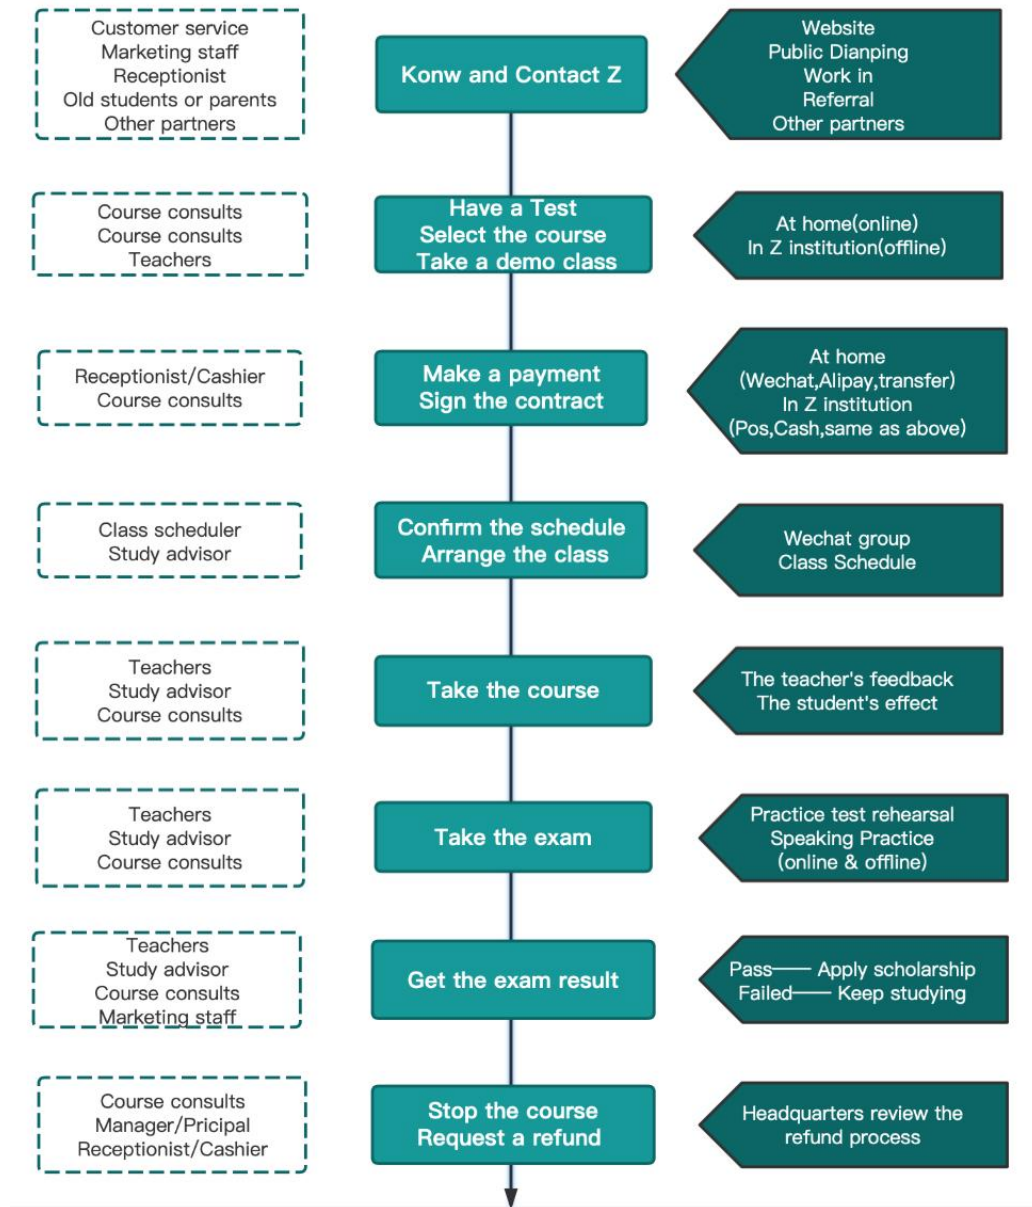 Customer service
Marketing staff
Receptionist
Old students or parents
Other partners
Konw and Contact Z
Website
Public Dianping
Work in
Referral
Other partners
Course consults
Course consults
Teachers
Have a Test
Select the course
Take a demo class
At home(online)
In Z institution(offline)
Receptionist/Cashier
Course consults
Make a payment
Sign the contract
At home
(Wechat,Alipay,transfer)
In Z institution
(Pos,Cash,same as above)
Class scheduler
Study advisor
Confirm the schedule
Arrange the class
Wechat group
Class Schedule
Teachers
Study advisor
Course consults
Take the course
The teacher's feedback
The student's effect
Teachers
Study advisor
Course consults
Take the exam
Practice test rehearsal
Speaking Practice
(online & offline)
Teachers
Study advisor
Course consults
Marketing staff
Get the exam result
Pass—— Apply scholarship
Failed—— Keep studying
Course consults
Manager/Pricipal
Receptionist/Cashier
Stop the course
Request a refund
Headquarters review the
refund process